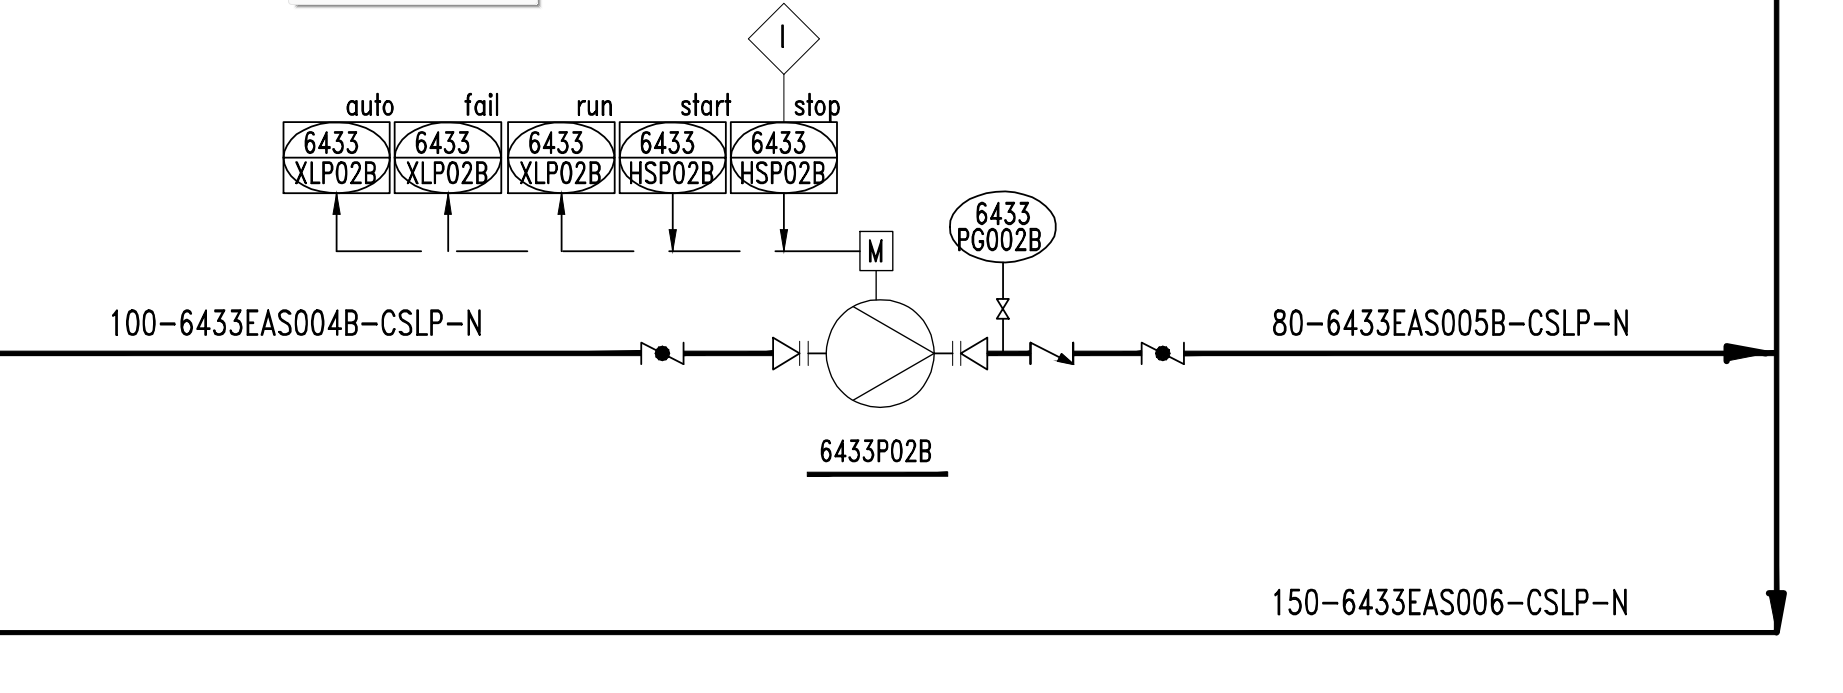 I
auto
fail
run
start
stop
6433
XLP02B
6433
XLP02B
6433
XLP02B
6433
HSP02B
6433
HSP02B
6433
PG002B
M
100-6433EAS004B-CSLP-N
80-6433EAS005B-CSLP-N
6433P02B
150-6433EAS006-CSLP-N